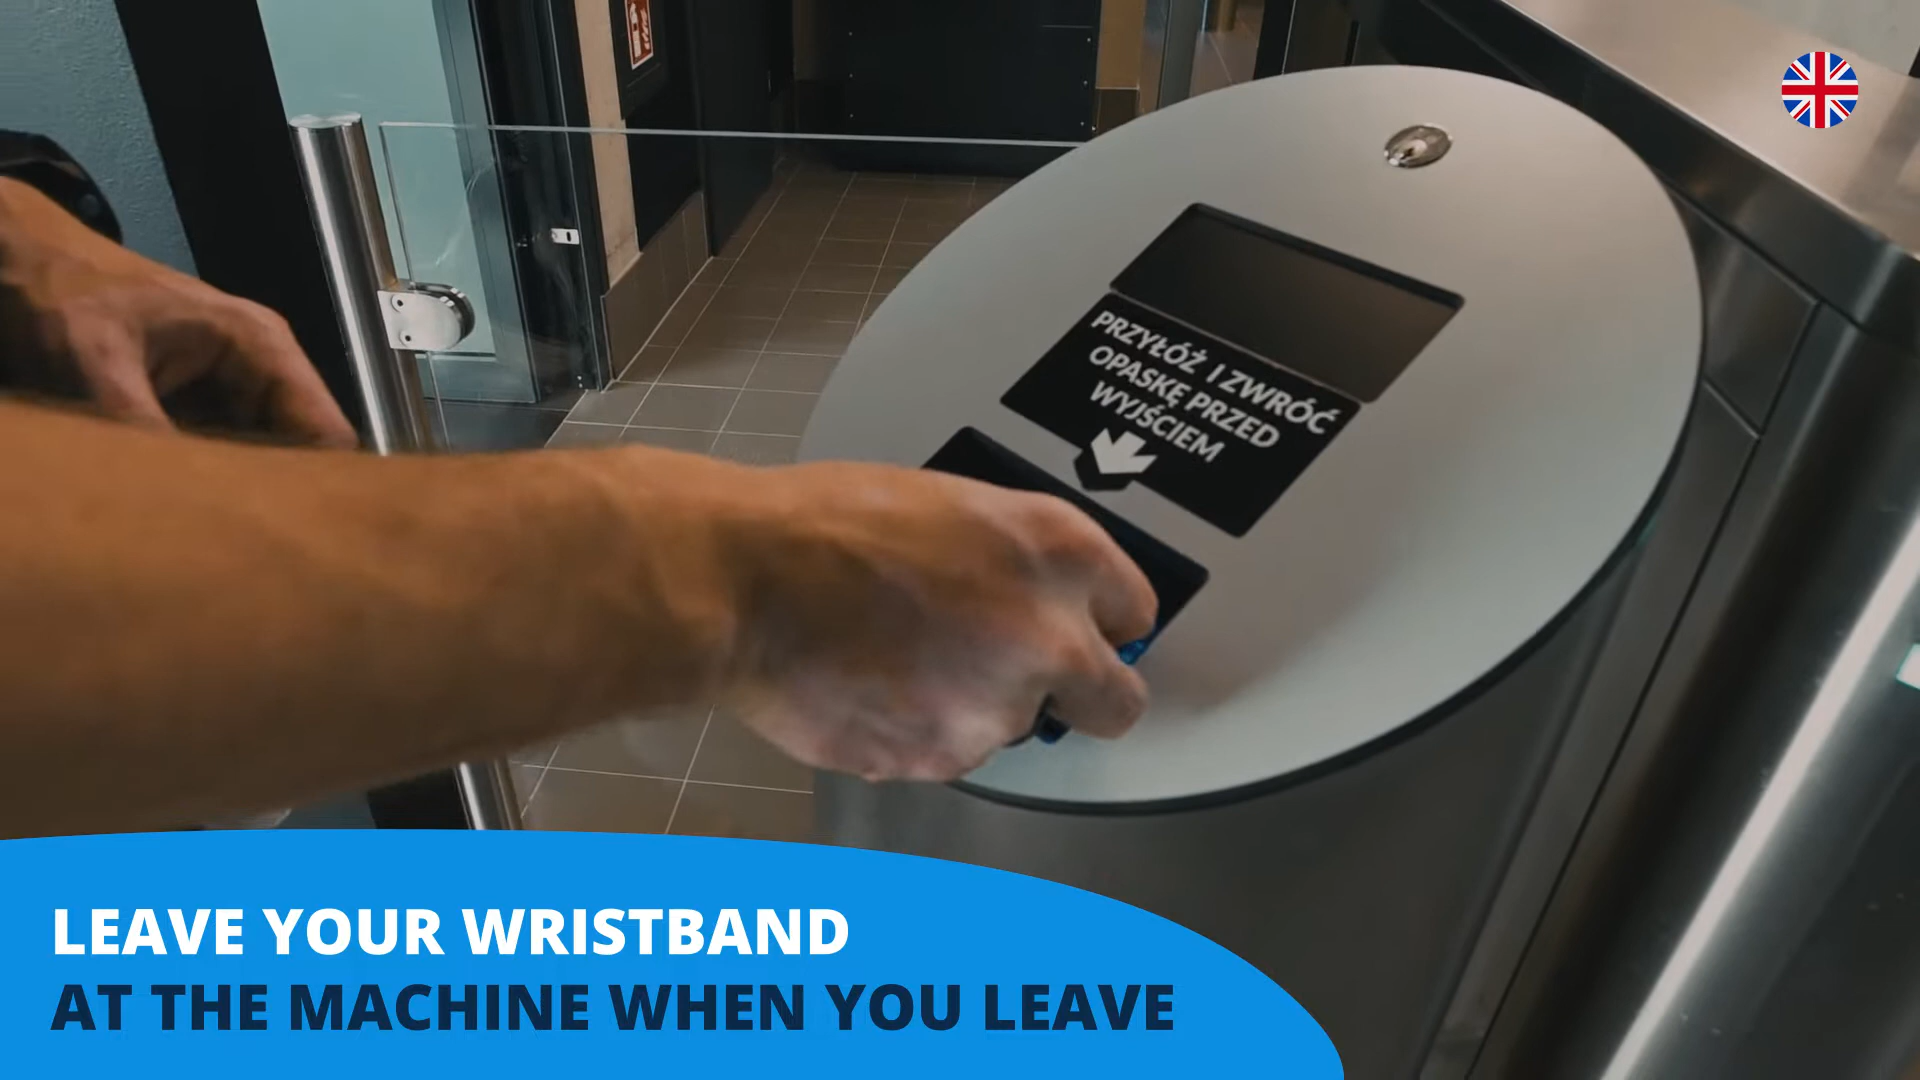 PRZYŁÓŻ I ZWRÓĆ
OPASKĘ PRZED
WYJŚCIEM
LEAVE YOUR WRISTBAND
AT THE MACHINE WHEN YOU LEAVE